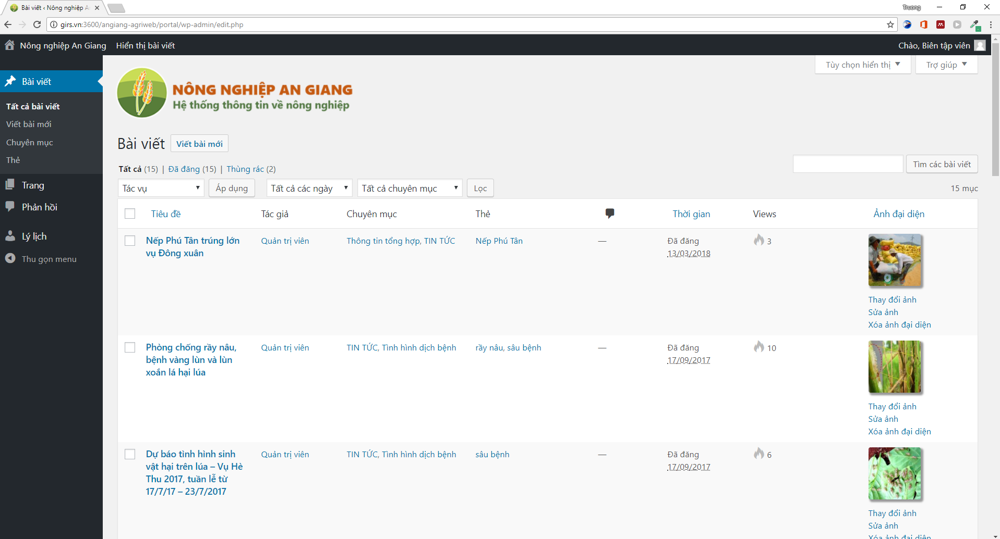 Bài viết ‹ Nông nghiệp A
Truong
girs.vn:3600/angiang-agriweb/portal/wp-admin/edit.php
Nông nghiệp An Giang Hiển thị bài viết Chào, Biên tập viên
Tùy chọn hiển thị Trợ giúp
Bài viết
Tất cả bài viết
Viết bài mới
Chuyên mục
Thẻ
Trang
Phản hồi
Lý lịch
Thu gọn menu
NÔNG NGHIỆP AN GIANG
Hệ thống thông tin về nông nghiệp
Bài viết Viết bài mới
Tất cả (15) | Đã đăng (15) | Thùng rác (2)
Tìm các bài viết
Tác vụ Áp dụng Tất cả các ngày Tất cả chuyên mục Lọc 15 mục
Tiêu đề Tác giả Chuyên mục Thẻ Thời gian Views Ảnh đại diện
Nếp Phú Tân trúng lớn Quản trị viên Thông tin tổng hợp, TIN TỨC Nếp Phú Tân — Đã đăng 3
vụ Đông xuân 13/03/2018
Thay đổi ảnh
Sửa ảnh
Xóa ảnh đại diện
Phòng chống rầy nâu, Quản trị viên TIN TỨC, Tình hình dịch bệnh rầy nâu, sâu bệnh — Đã đăng 10
bệnh vàng lùn và lùn 17/09/2017
xoắn lá hại lúa
Thay đổi ảnh
Sửa ảnh
Xóa ảnh đại diện
Dự báo tình hình sinh Quản trị viên TIN TỨC, Tình hình dịch bệnh sâu bệnh — Đã đăng 6
vật hại trên lúa – Vụ Hè 17/09/2017
Thu 2017, tuần lễ từ
17/7/17 – 23/7/2017
Thay đổi ảnh
Sửa ảnh
Xóa ảnh đại diện